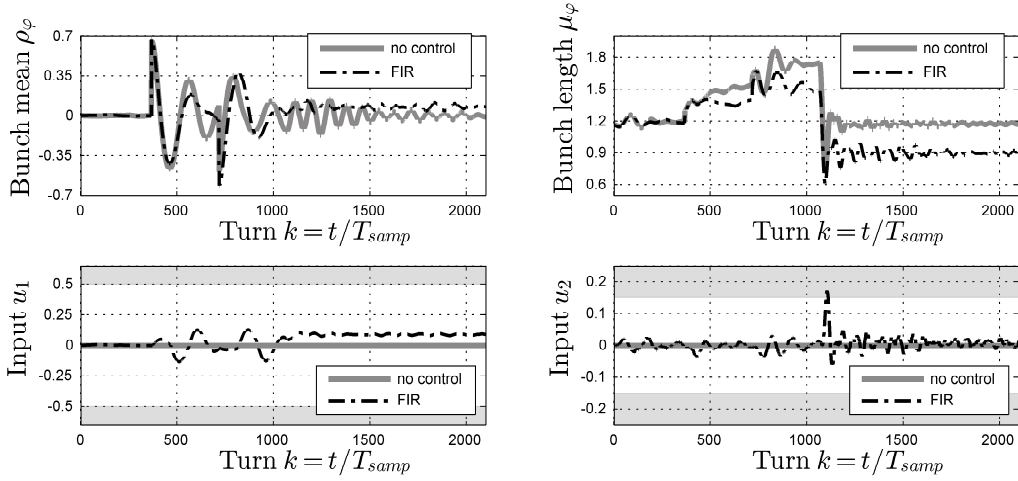 Bunch mean ρφ
0.7
0.35
0
-0.35
-0.7
no control
FIR
0
500
1000
1500
2000
Turn k = t/Tsamp
Bunch length μφ
1.8
1.5
1.2
0.9
0.6
no control
FIR
0
500
1000
1500
2000
Turn k = t/Tsamp
Input u1
0.5
0.25
0
-0.25
-0.5
no control
FIR
0
500
1000
1500
2000
Turn k = t/Tsamp
Input u2
0.2
0.1
0
-0.1
-0.2
no control
FIR
0
500
1000
1500
2000
Turn k = t/Tsamp